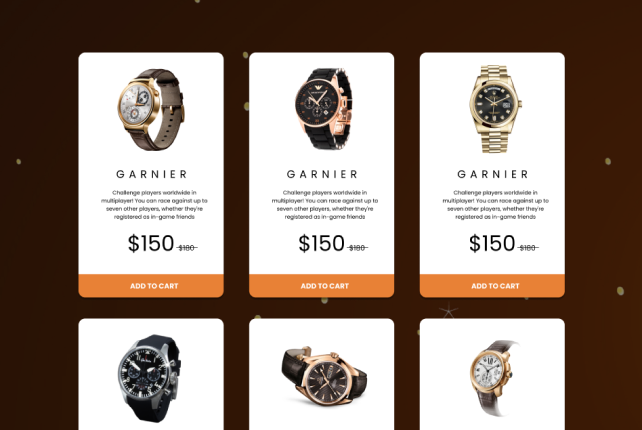 GARNIER
Challenge players worldwide in
multiplayer! You can race against up to
seven other players, whether they're
registered as in-game friends
$150 $180
ADD TO CART
GARNIER
Challenge players worldwide in
multiplayer! You can race against up to
seven other players, whether they're
registered as in-game friends
$150 $180
ADD TO CART
GARNIER
Challenge players worldwide in
multiplayer! You can race against up to
seven other players, whether they're
registered as in-game friends
$150 $180
ADD TO CART